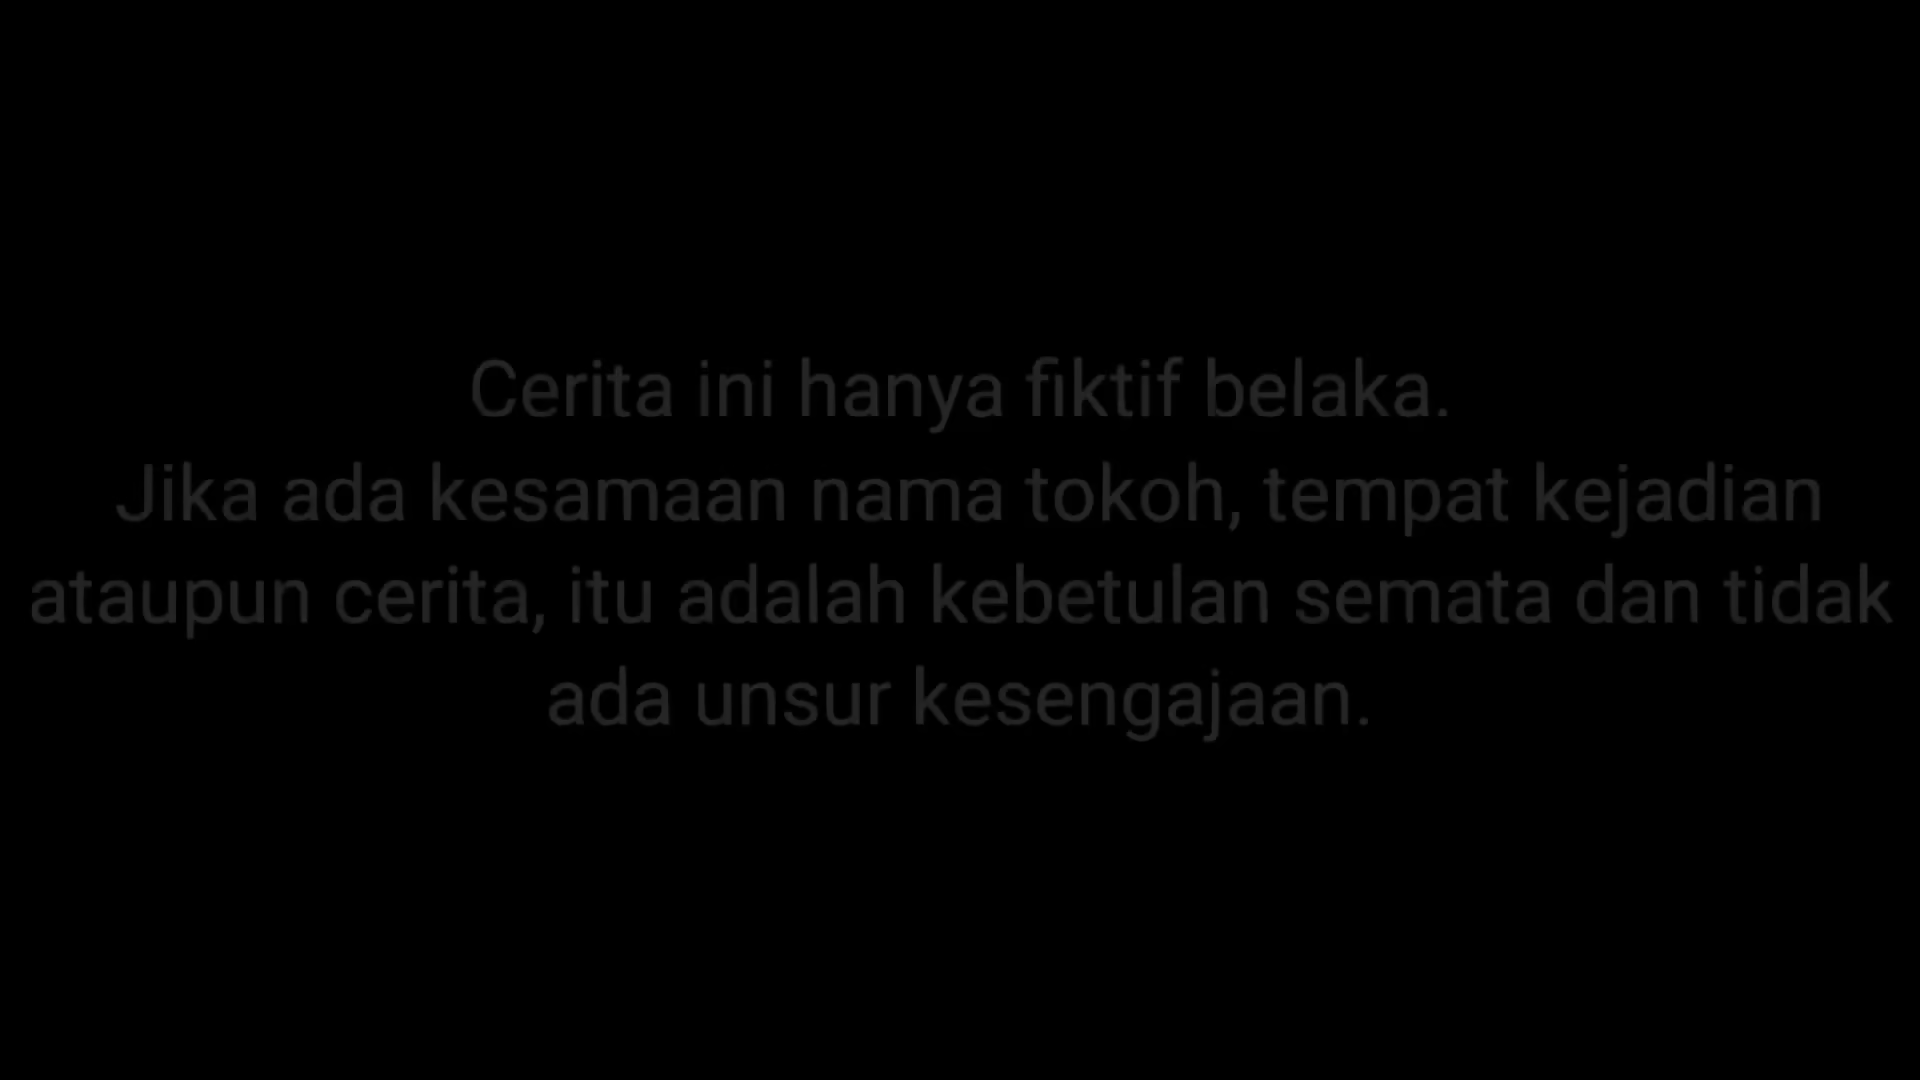 Cerita ini hanya fiktif belaka.
Jika ada kesamaan nama tokoh, tempat kejadian
ataupun cerita, itu adalah kebetulan semata dan tidak
ada unsur kesengajaan.